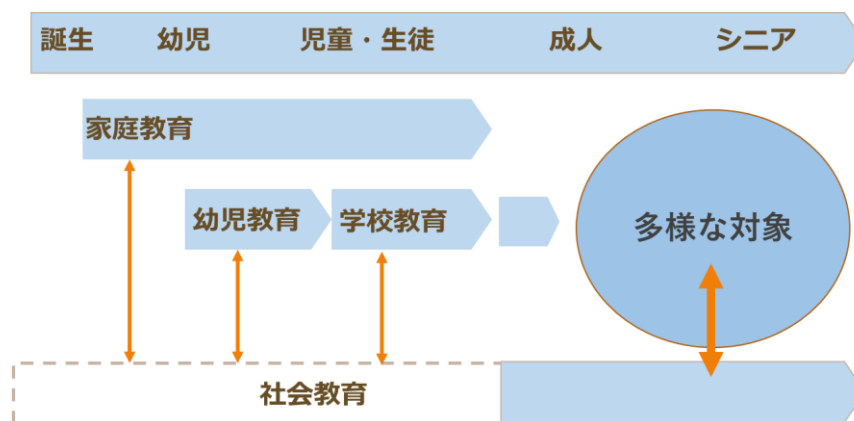 誕生 幼児 児童・生徒 成人 シニア
家庭教育
幼児教育 学校教育
多様な対象
社会教育